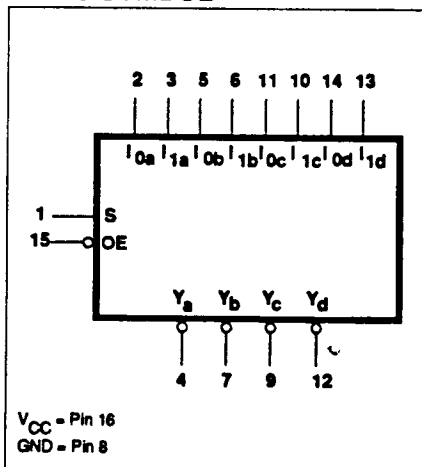 2 3 5 6 11 10 14 13
I0a I1a I0b I1b I0c I1c I0d I1d
1 S
15 OE
Ya Yb Yc Yd
4 7 9 12
VCC = Pin 16
GND = Pin 8